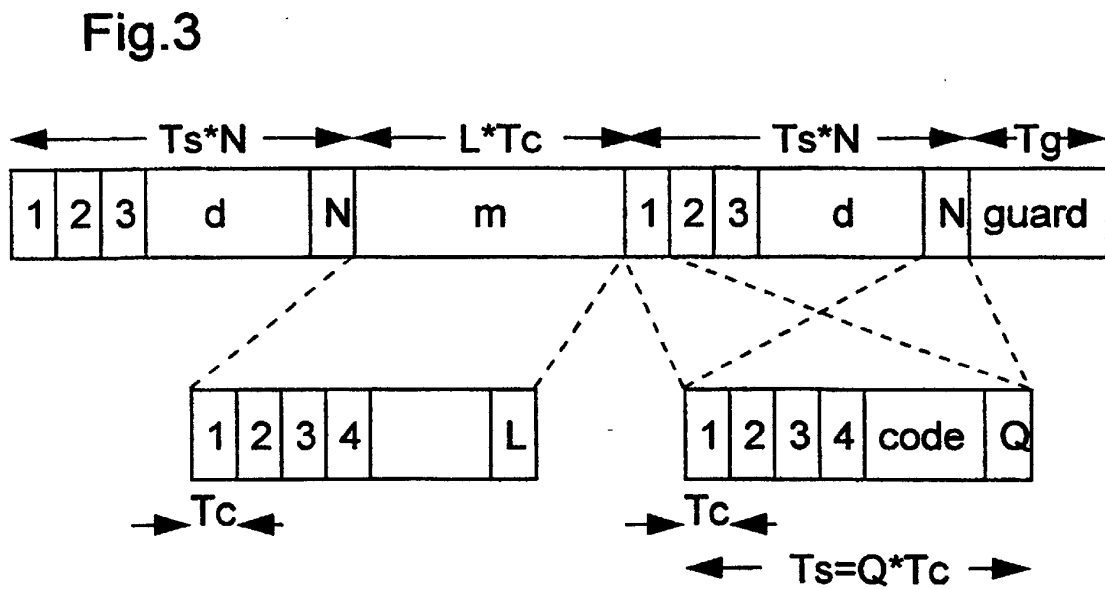 Fig.3
Ts*N L*Tc Ts*N Tg
1 2 3 d N m 1 2 3 d N guard
1 2 3 4 L 1 2 3 4 code Q
Tc Tc
Ts=Q*Tc